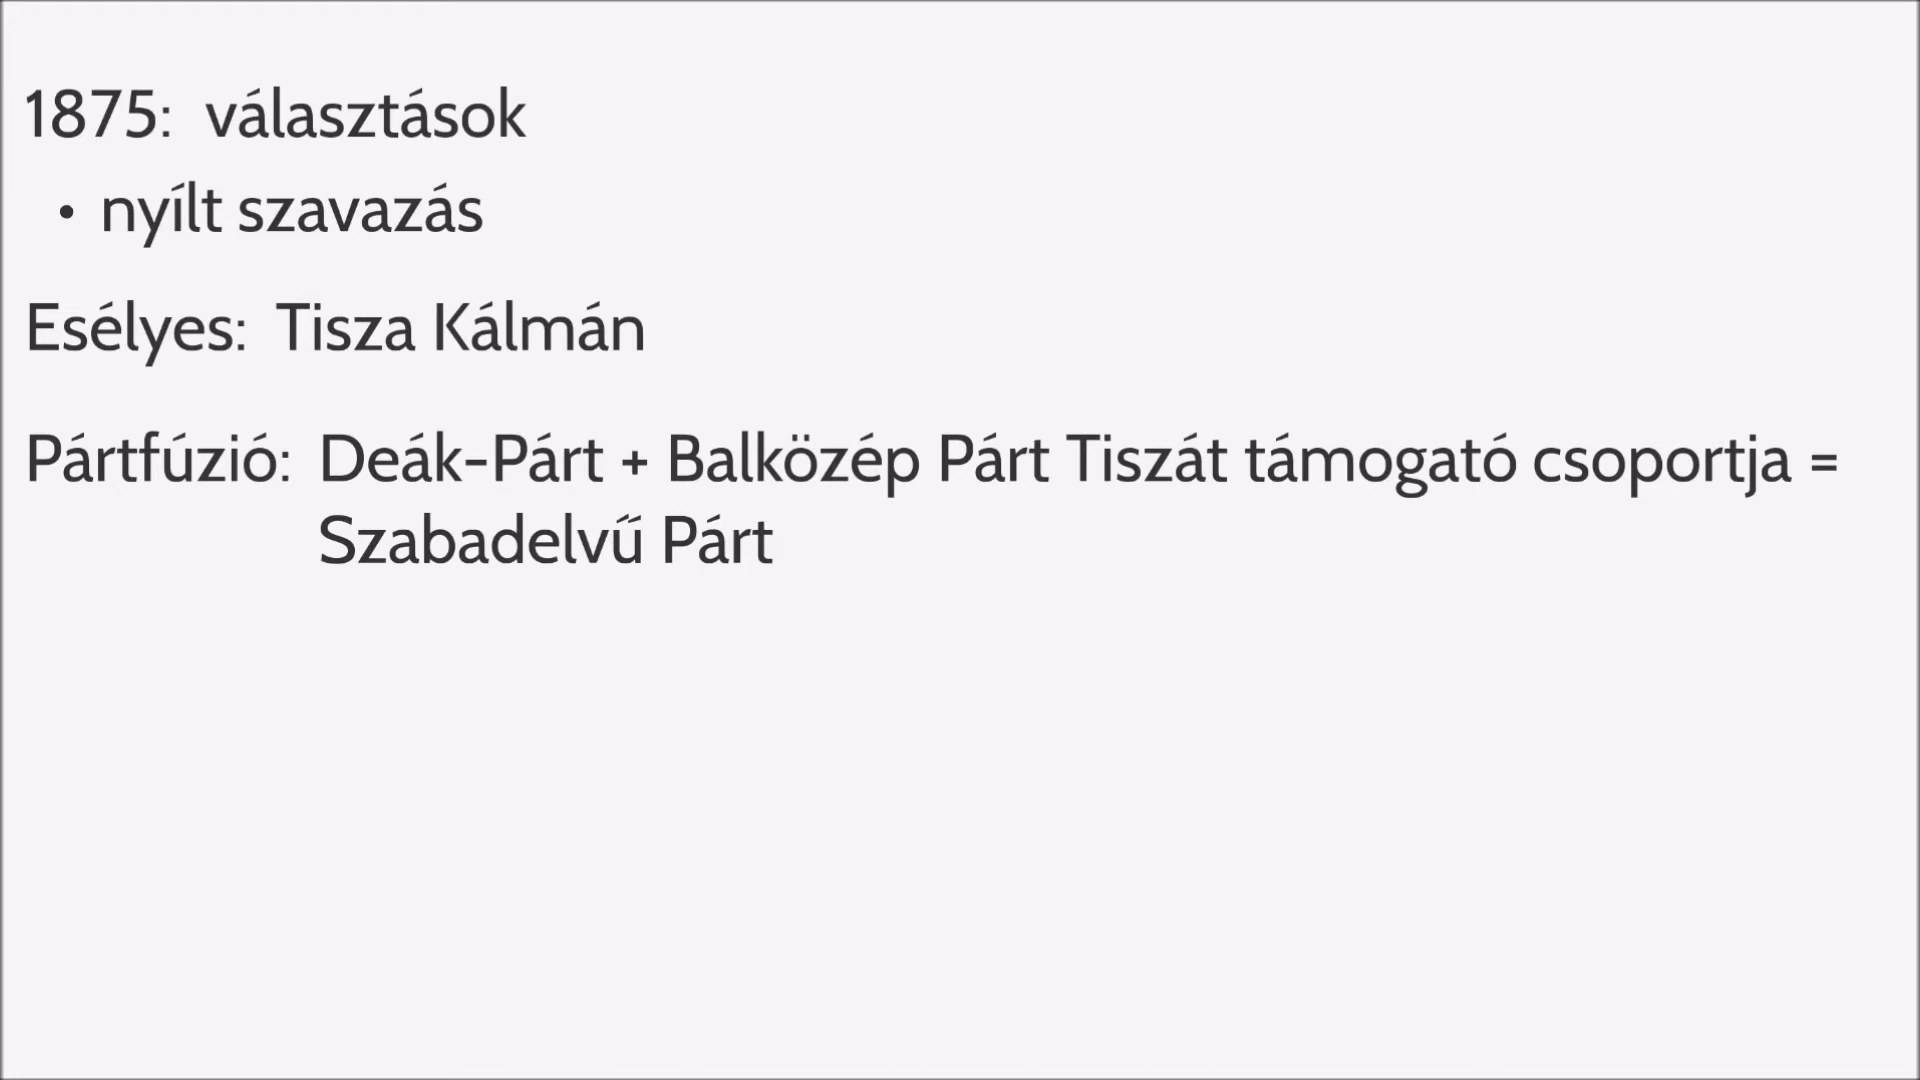 1875: választások
• nyílt szavazás
Esélyes: Tisza Kálmán
Pártfúzió: Deák-Párt + Balközép Párt Tiszát támogató csoportja =
Szabadelvű Párt